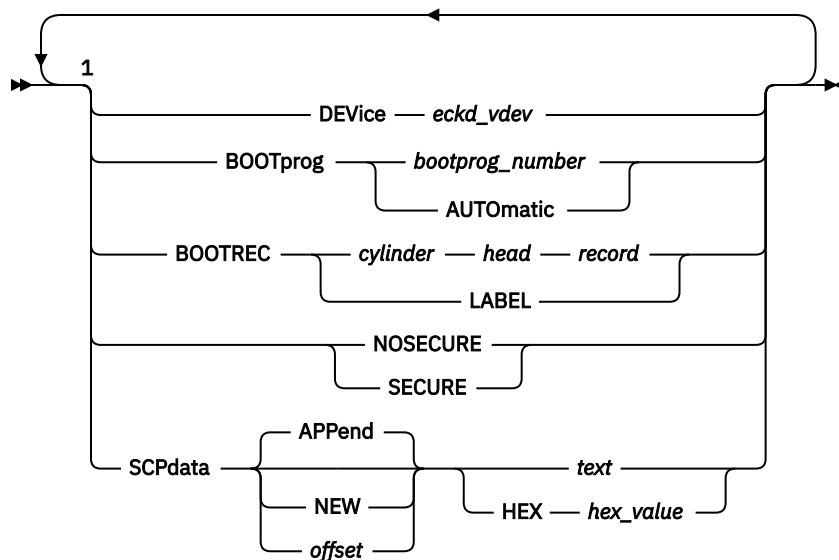 1
DEVice eckd_vdev
BOOTprog bootprog_number
AUTOmatic
BOOTREC cylinder head record
LABEL
NOSECURE
SECURE
APPend
SCPdata text
NEW HEX hex_value
offset